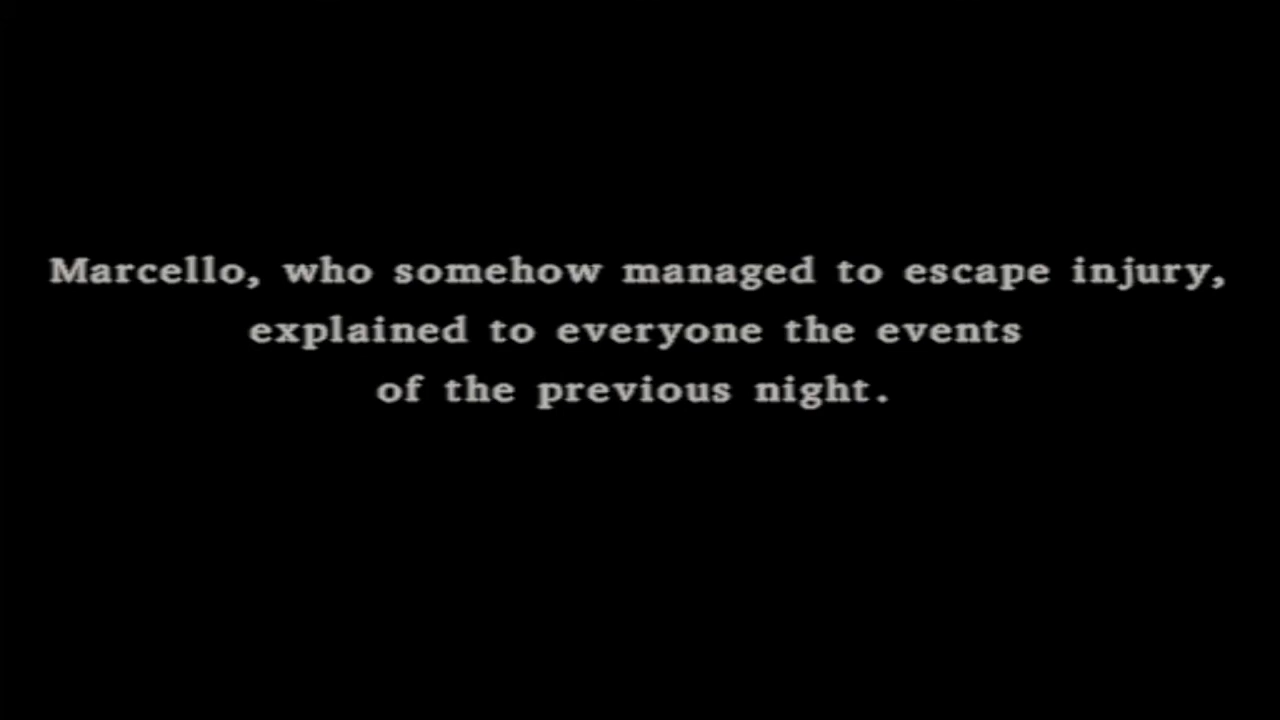 Marcello, who somehow managed to escape injury,
explained to everyone the events
of the previous night.